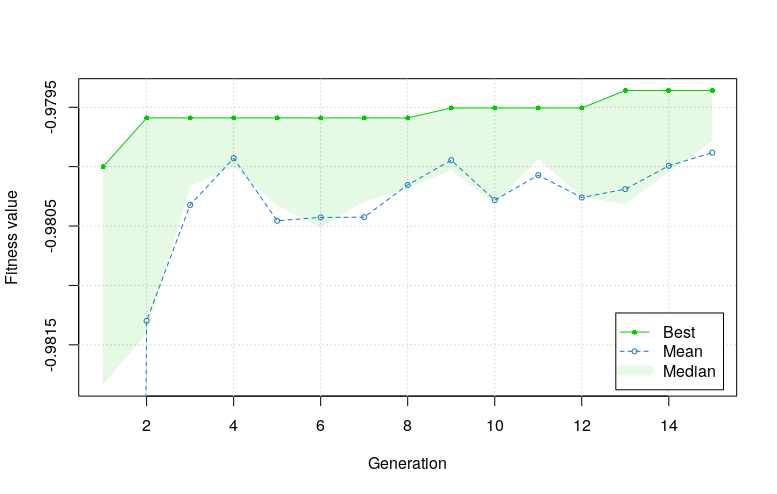 -0.9795
-0.9805
-0.9815
Fitness value
2
4
6
8
10
12
14
Generation
Best
Mean
Median